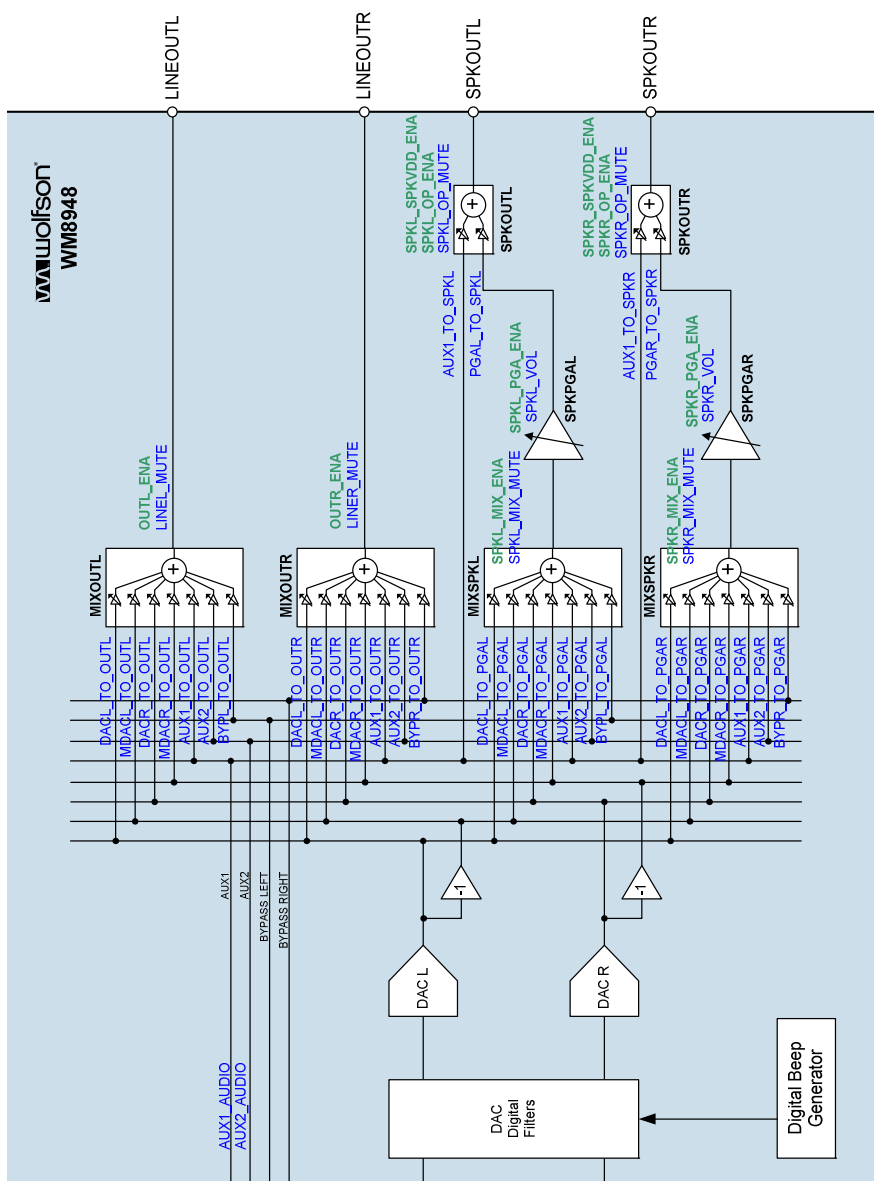 LINEOUTL
LINEOUTR
SPKOUTL
SPKOUTR
wolfson®
WM8948
SPKL_SPKVDD_ENA
SPKL_OP_ENA
SPKL_OP_MUTE
SPKOUTL
SPKR_SPKVDD_ENA
SPKR_OP_ENA
SPKR_OP_MUTE
SPKOUTR
AUX1_TO_SPKL
PGAL_TO_SPKL
AUX1_TO_SPKR
PGAR_TO_SPKR
SPKL_PGA_ENA
SPKL_VOL
SPKPGAL
SPKR_PGA_ENA
SPKR_VOL
SPKPGAR
OUTL_ENA
LINEL_MUTE
OUTR_ENA
LINER_MUTE
SPKL_MIX_ENA
SPKL_MIX_MUTE
SPKR_MIX_ENA
SPKR_MIX_MUTE
MIXOUTL
+
MIXOUTR
+
MIXSPKL
+
MIXSPKR
+
+
+
DACL_TO_OUTL
MDACL_TO_OUTL
DACR_TO_OUTL
MDACR_TO_OUTL
AUX1_TO_OUTL
AUX2_TO_OUTL
BYPL_TO_OUTL
DACL_TO_OUTR
MDACL_TO_OUTR
DACR_TO_OUTR
MDACR_TO_OUTR
AUX1_TO_OUTR
AUX2_TO_OUTR
BYPR_TO_OUTR
DACL_TO_PGAL
MDACL_TO_PGAL
DACR_TO_PGAL
MDACR_TO_PGAL
AUX1_TO_PGAL
AUX2_TO_PGAL
BYPL_TO_PGAL
DACL_TO_PGAR
MDACL_TO_PGAR
DACR_TO_PGAR
MDACR_TO_PGAR
AUX1_TO_PGAR
AUX2_TO_PGAR
BYPR_TO_PGAR
AUX1
AUX2
BYPASS LEFT
BYPASS RIGHT
-1
-1
DAC L
DAC R
AUX1_AUDIO
AUX2_AUDIO
DAC
Digital
Filters
Digital Beep
Generator